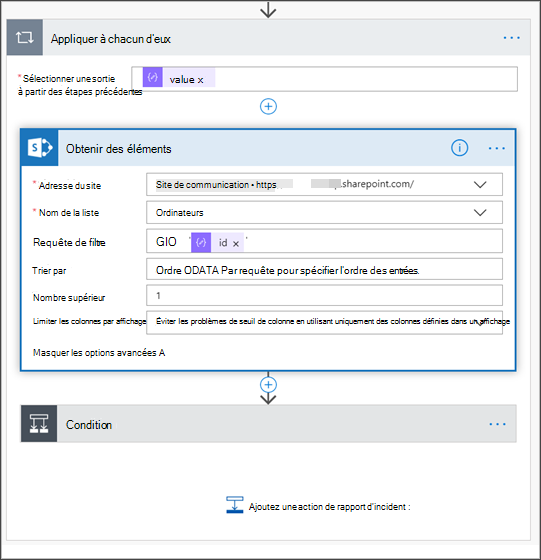 Appliquer à chacun d'eux
* Sélectionner une sortie
à partir des étapes précédentes
value x
Obtenir des éléments
* Adresse du site
Site de communication • https .sharepoint.com/
* Nom de la liste
Ordinateurs
Requête de filtre
GIO ' id x '
Trier par
Ordre ODATA Par requête pour spécifier l'ordre des entrées.
Nombre supérieur
1
Limiter les colonnes par affichage
Éviter les problèmes de seuil de colonne en utilisant uniquement des colonnes définies dans un affichage
Masquer les options avancées A
Condition
Ajoutez une action de rapport d'incident :